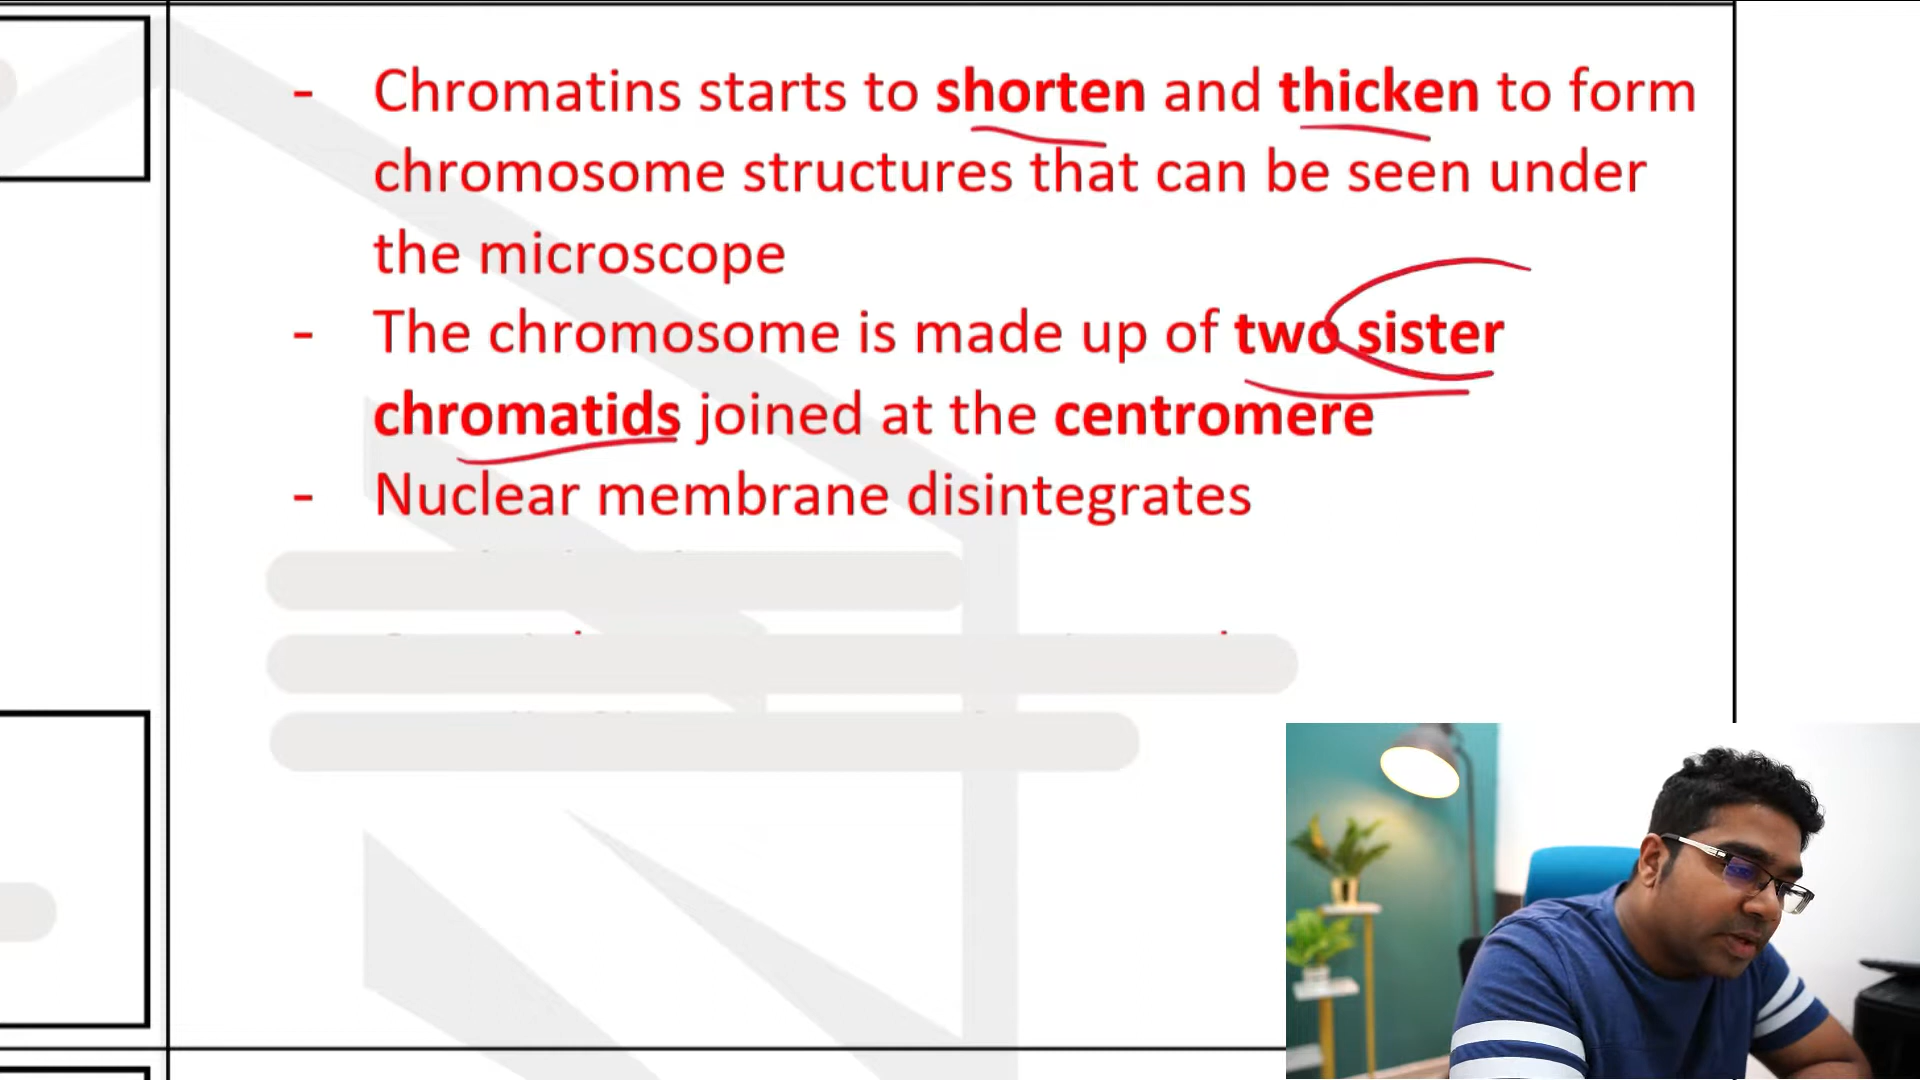 - Chromatins starts to shorten and thicken to form
chromosome structures that can be seen under
the microscope
- The chromosome is made up of two sister
chromatids joined at the centromere
- Nuclear membrane disintegrates